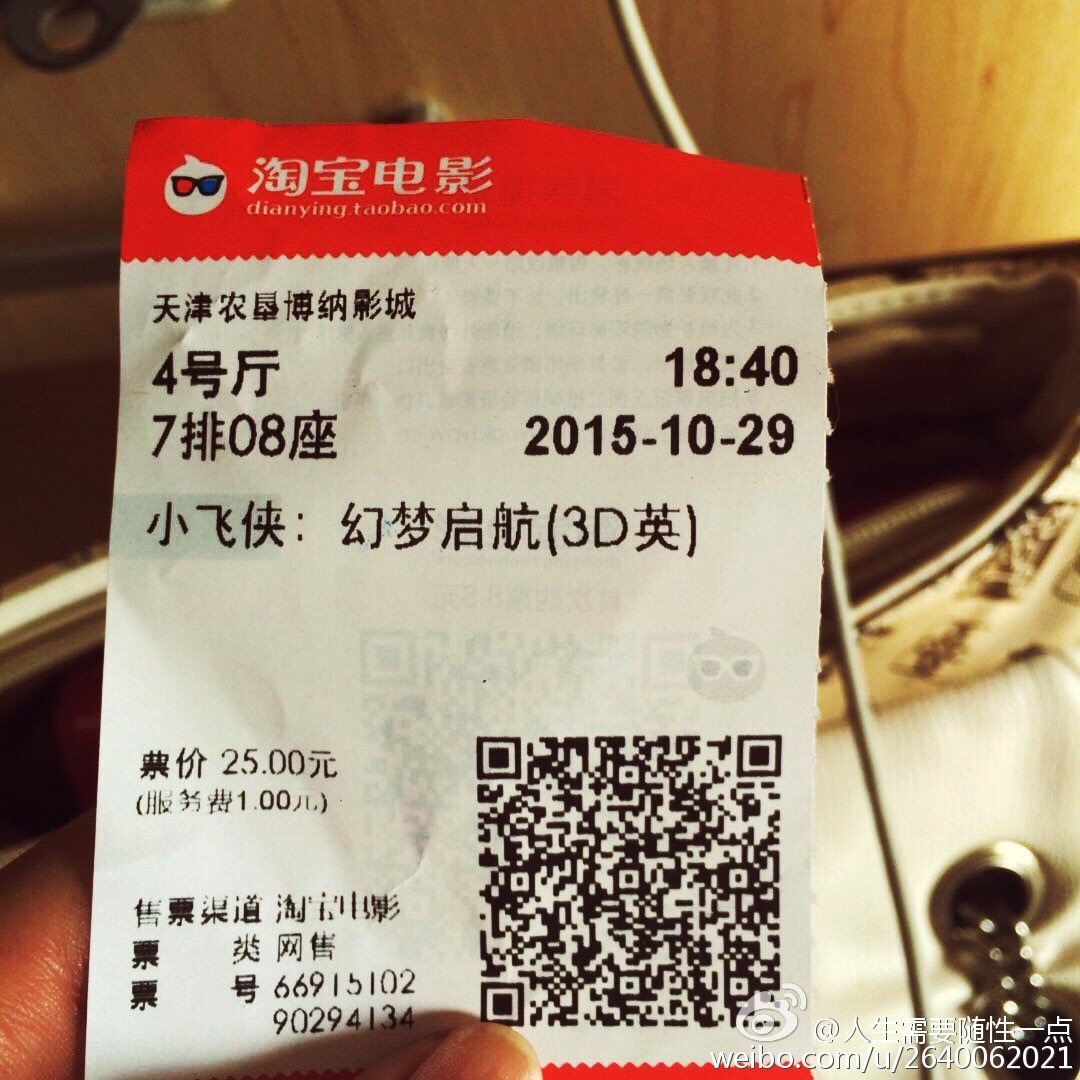 淘宝电影
dianying.taobao.com
天津农垦博纳影城
4号厅 18:40
7排08座 2015-10-29
小飞侠：幻梦启航(3D英)
票价 25.00元
(服务费1.00元)
售票渠道 淘宝电影
票 类 网售
票 号 66915102
90294134
@人生需要随性一点
weibo.com/u/2640062021